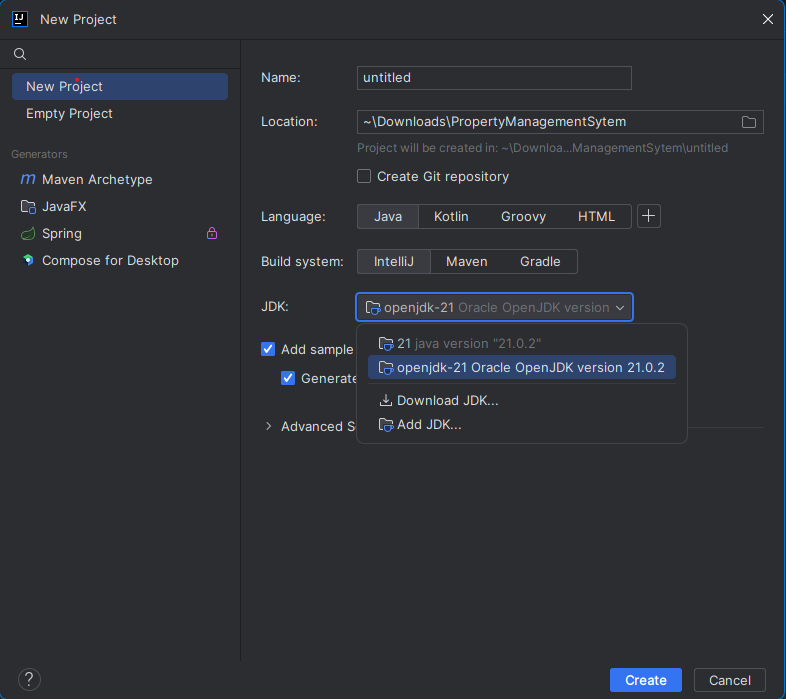 New Project
New Project
Empty Project
Generators
Maven Archetype
JavaFX
Spring
Compose for Desktop
Name:
untitled
Location:
~\Downloads\PropertyManagementSytem
Project will be created in: ~\Downloa...ManagementSytem\untitled
Create Git repository
Language:
Java Kotlin Groovy HTML
Build system:
IntelliJ Maven Gradle
JDK:
openjdk-21 Oracle OpenJDK version
21 java version "21.0.2"
openjdk-21 Oracle OpenJDK version 21.0.2
Download JDK...
Add JDK...
Add sample
Generate
Advanced S
?
Create
Cancel